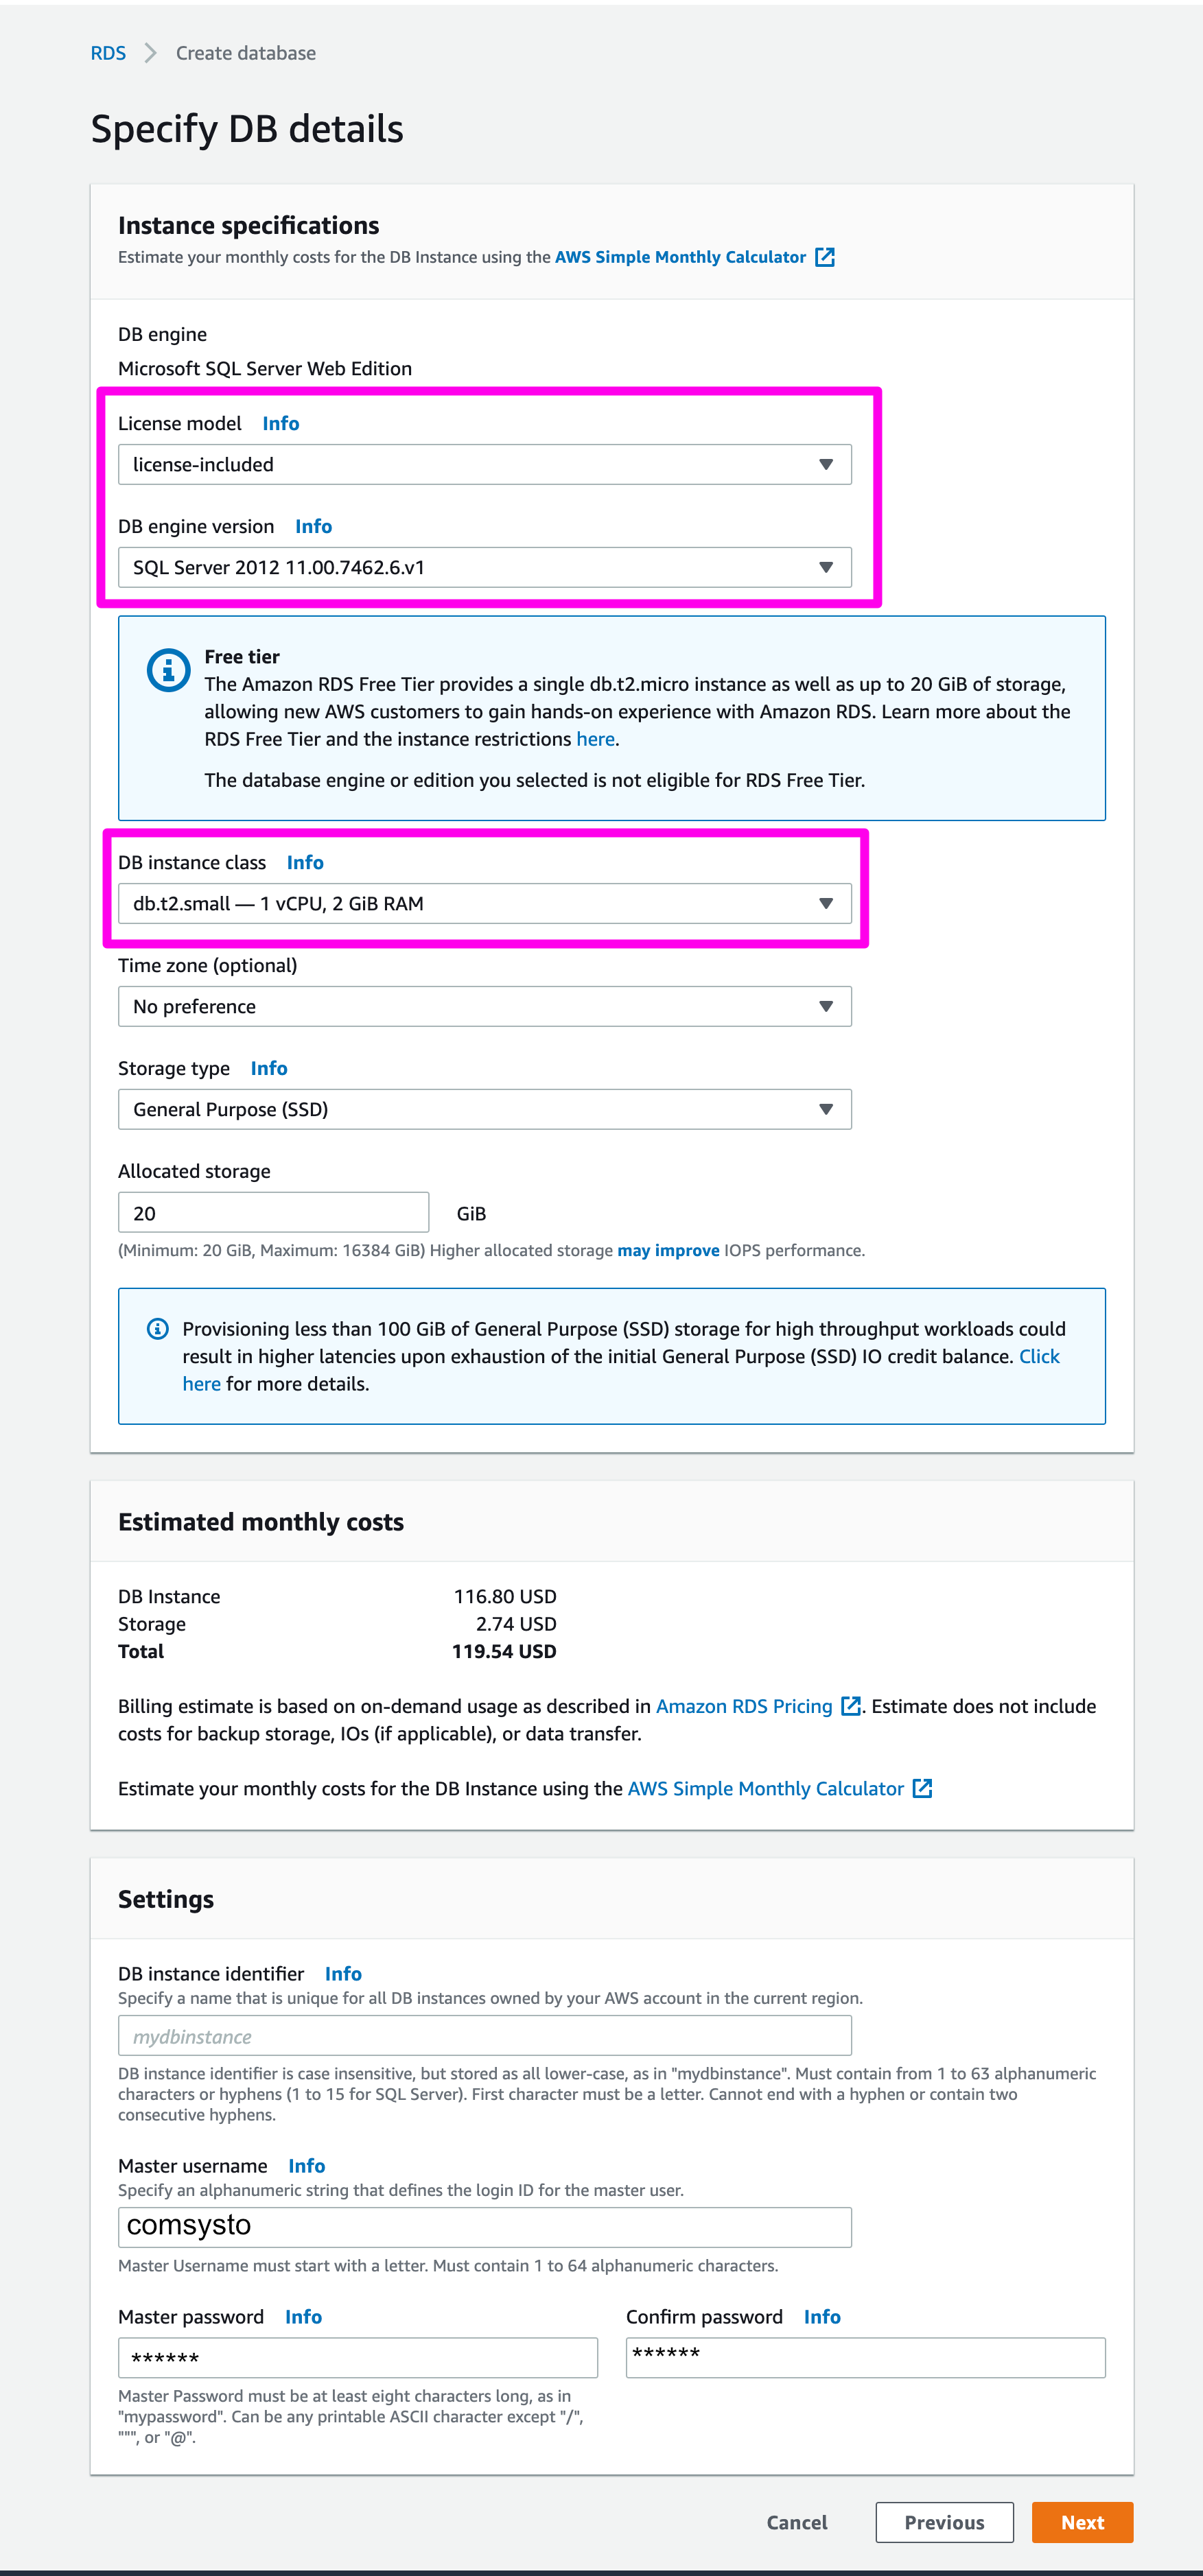 RDS > Create database
Specify DB details
Instance specifications
Estimate your monthly costs for the DB Instance using the AWS Simple Monthly Calculator
DB engine
Microsoft SQL Server Web Edition
License model Info
license-included
DB engine version Info
SQL Server 2012 11.00.7462.6.v1
Free tier
The Amazon RDS Free Tier provides a single db.t2.micro instance as well as up to 20 GiB of storage,
allowing new AWS customers to gain hands-on experience with Amazon RDS. Learn more about the
RDS Free Tier and the instance restrictions here.
The database engine or edition you selected is not eligible for RDS Free Tier.
DB instance class Info
db.t2.small — 1 vCPU, 2 GiB RAM
Time zone (optional)
No preference
Storage type Info
General Purpose (SSD)
Allocated storage
20 GiB
(Minimum: 20 GiB, Maximum: 16384 GiB) Higher allocated storage may improve IOPS performance.
Provisioning less than 100 GiB of General Purpose (SSD) storage for high throughput workloads could
result in higher latencies upon exhaustion of the initial General Purpose (SSD) IO credit balance. Click
here for more details.
Estimated monthly costs
DB Instance 116.80 USD
Storage 2.74 USD
Total 119.54 USD
Billing estimate is based on on-demand usage as described in Amazon RDS Pricing . Estimate does not include
costs for backup storage, IOs (if applicable), or data transfer.
Estimate your monthly costs for the DB Instance using the AWS Simple Monthly Calculator
Settings
DB instance identifier Info
Specify a name that is unique for all DB instances owned by your AWS account in the current region.
mydbinstance
DB instance identifier is case insensitive, but stored as all lower-case, as in "mydbinstance". Must contain from 1 to 63 alphanumeric
characters or hyphens (1 to 15 for SQL Server). First character must be a letter. Cannot end with a hyphen or contain two
consecutive hyphens.
Master username Info
Specify an alphanumeric string that defines the login ID for the master user.
comsysto
Master Username must start with a letter. Must contain 1 to 64 alphanumeric characters.
Master password Info Confirm password Info
****** ******
Master Password must be at least eight characters long, as in
"mypassword". Can be any printable ASCII character except "/",
""", or "@".
Cancel Previous Next